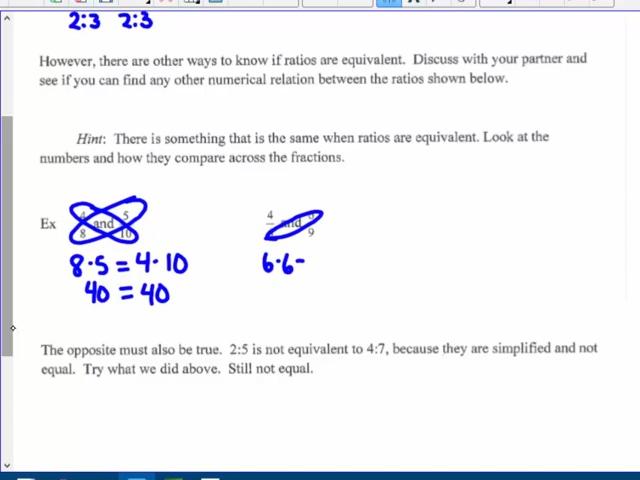 2:3 2:3
However, there are other ways to know if ratios are equivalent. Discuss with your partner and
see if you can find any other numerical relation between the ratios shown below.
Hint: There is something that is the same when ratios are equivalent. Look at the
numbers and how they compare across the fractions.
Ex 4/8 and 5/10 4 and 9
8·5 = 4·10 6·6=
40 = 40
The opposite must also be true. 2:5 is not equivalent to 4:7, because they are simplified and not
equal. Try what we did above. Still not equal.